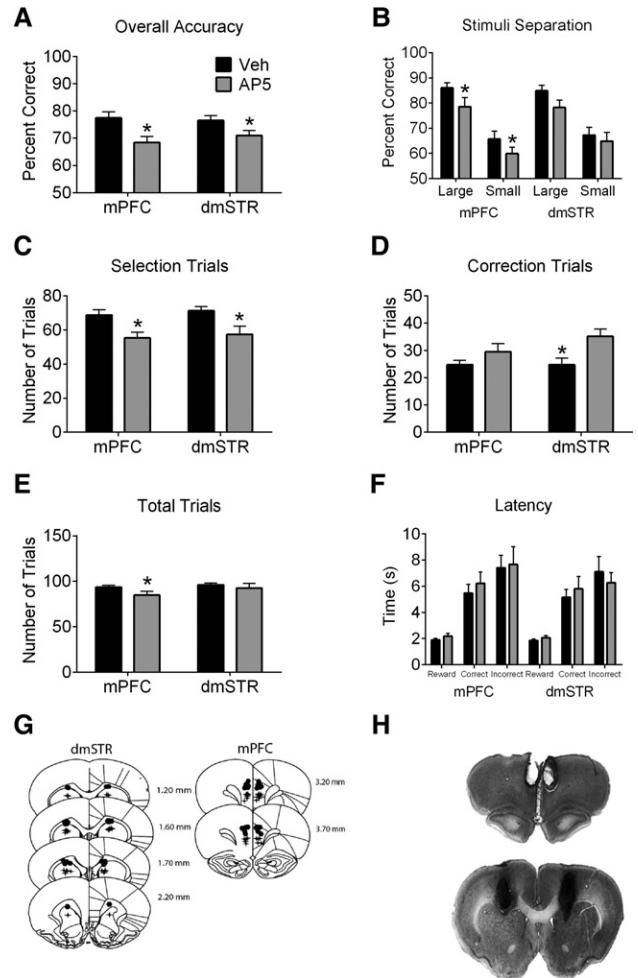 A
Overall Accuracy
Percent Correct
100
90
80
70
60
50
Veh
AP5
*
*
mPFC
dmSTR
B
Stimuli Separation
Percent Correct
100
90
80
70
60
50
*
*
Large
Small
Large
Small
mPFC
dmSTR
C
Selection Trials
Number of Trials
80
60
40
20
0
*
*
mPFC
dmSTR
D
Correction Trials
Number of Trials
50
40
30
20
10
0
*
mPFC
dmSTR
E
Total Trials
Number of Trials
150
100
50
0
*
mPFC
dmSTR
F
Latency
Time (s)
10
8
6
4
2
0
Reward
Correct
Incorrect
Reward
Correct
Incorrect
mPFC
dmSTR
G
dmSTR
1.20 mm
1.60 mm
1.70 mm
2.20 mm
mPFC
3.20 mm
3.70 mm
H